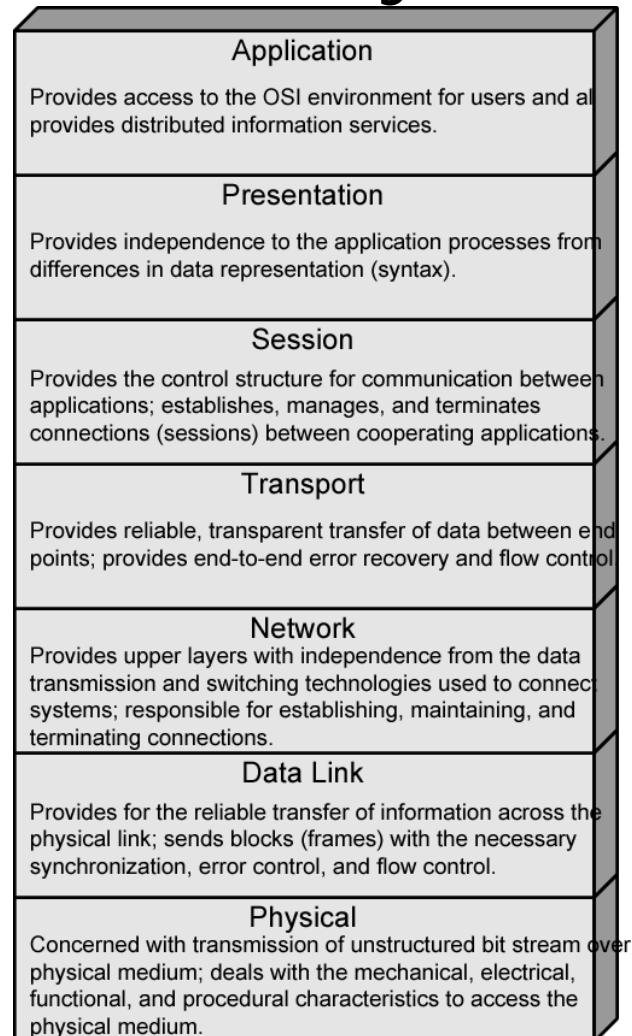 Application
Provides access to the OSI environment for users and al
provides distributed information services.
Presentation
Provides independence to the application processes from
differences in data representation (syntax).
Session
Provides the control structure for communication between
applications; establishes, manages, and terminates
connections (sessions) between cooperating applications.
Transport
Provides reliable, transparent transfer of data between end
points; provides end-to-end error recovery and flow control.
Network
Provides upper layers with independence from the data
transmission and switching technologies used to connect
systems; responsible for establishing, maintaining, and
terminating connections.
Data Link
Provides for the reliable transfer of information across the
physical link; sends blocks (frames) with the necessary
synchronization, error control, and flow control.
Physical
Concerned with transmission of unstructured bit stream over
physical medium; deals with the mechanical, electrical,
functional, and procedural characteristics to access the
physical medium.